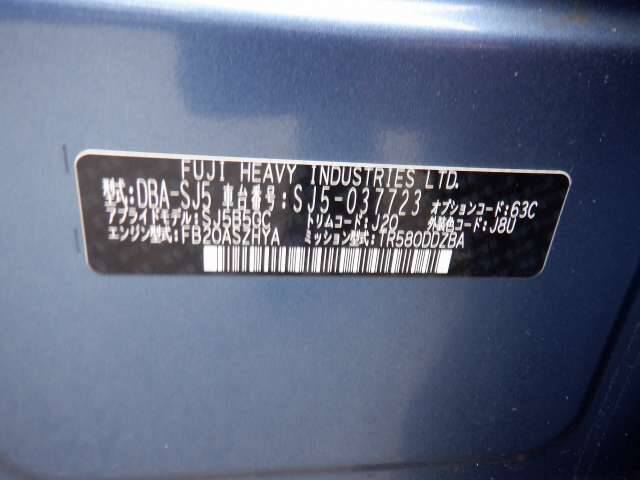 FUJI HEAVY INDUSTRIES LTD.
型式:DBA-SJ5 車台番号:SJ5-037723 オプションコード:63C
アプライドモデル:SJ5B59C トリムコード:J20 外装色コード:J8U
エンジン型式:FB20ASZHYA ミッション型式:TR580DDZBA